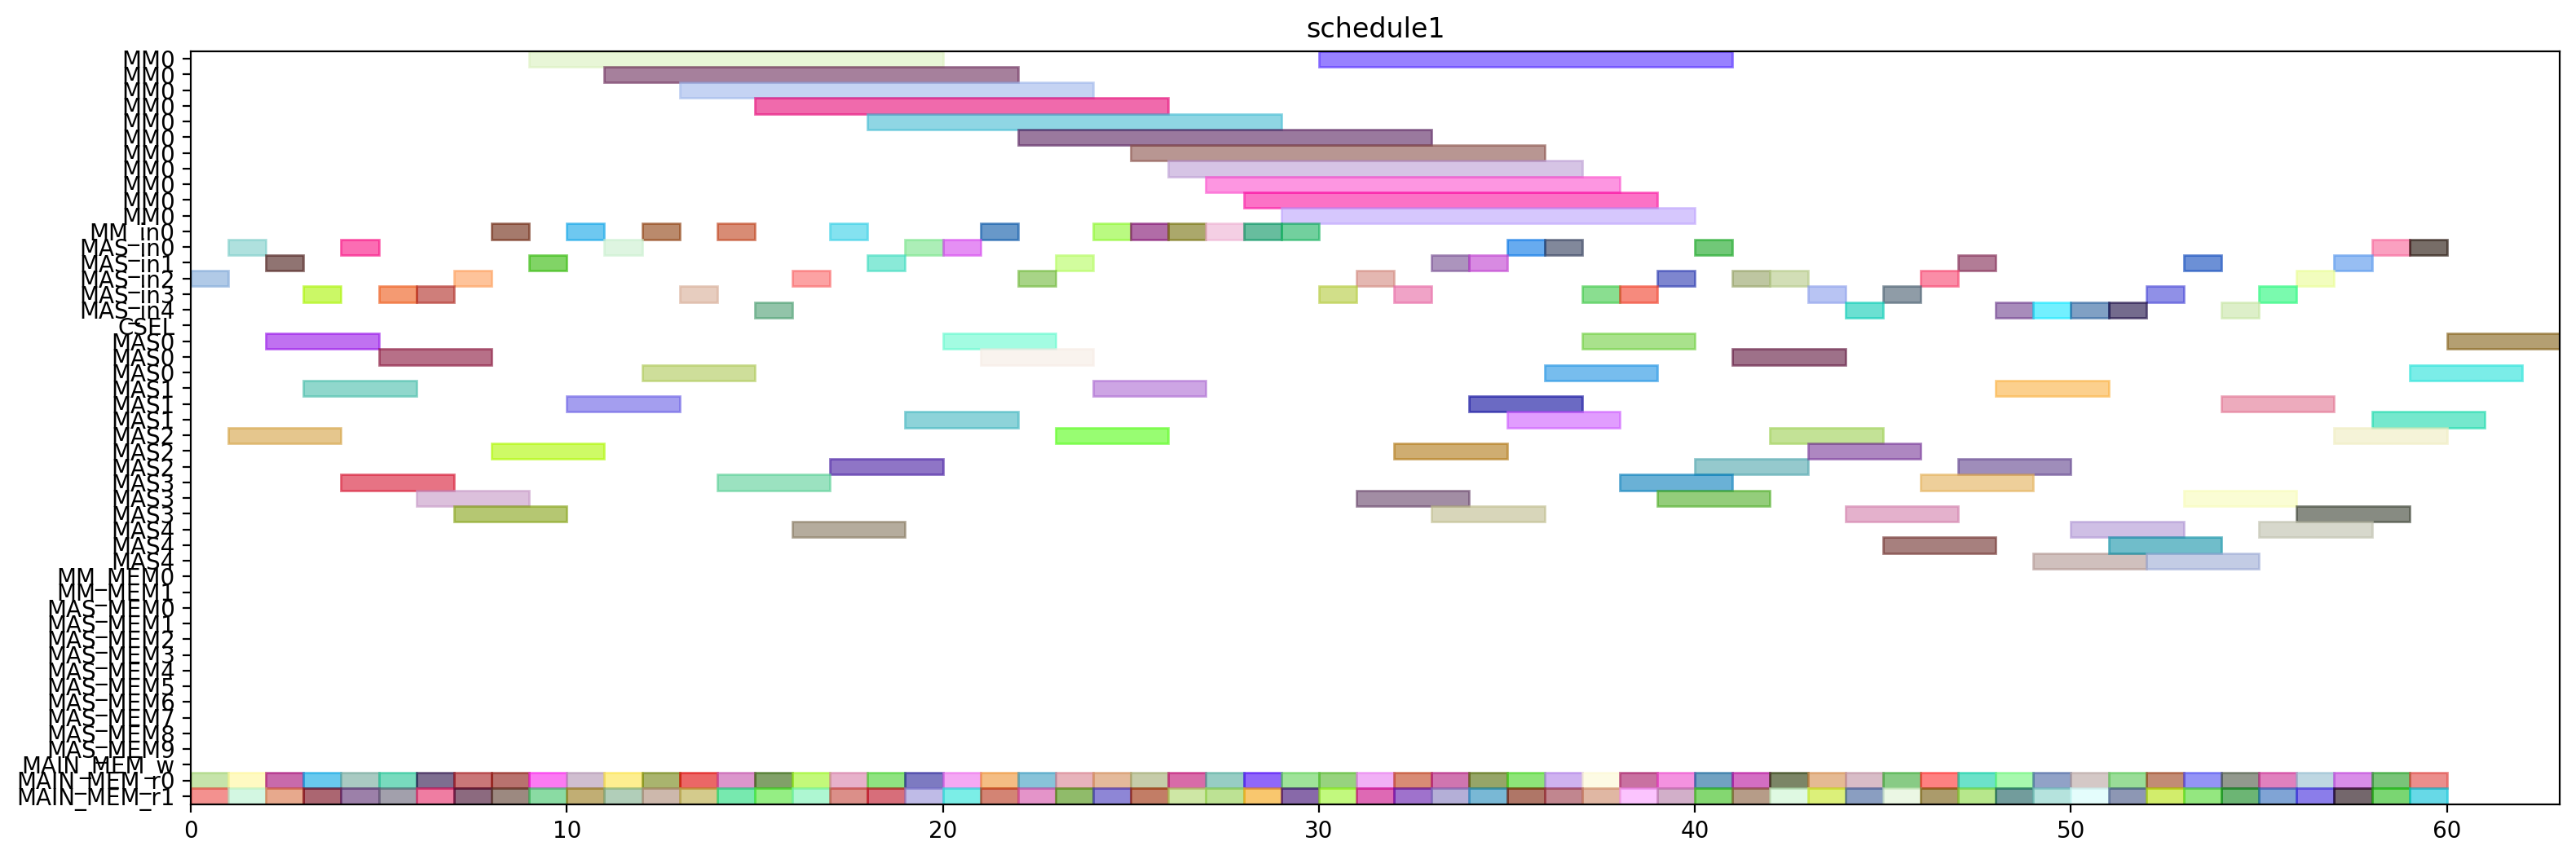 schedule1
MM0
MM0
MM0
MM0
MM0
MM0
MM0
MM0
MM0
MM0
MM0
MM_in0
MAS_in0
MAS_in1
MAS_in2
MAS_in3
MAS_in4
CSEL
MAS0
MAS0
MAS0
MAS1
MAS1
MAS1
MAS2
MAS2
MAS2
MAS3
MAS3
MAS3
MAS4
MAS4
MAS4
MM_MEM0
MM_MEM1
MAS_MEM0
MAS_MEM1
MAS_MEM2
MAS_MEM3
MAS_MEM4
MAS_MEM5
MAS_MEM6
MAS_MEM7
MAS_MEM8
MAS_MEM9
MAIN_MEM_w
MAIN_MEM_r0
MAIN_MEM_r1
0 10 20 30 40 50 60